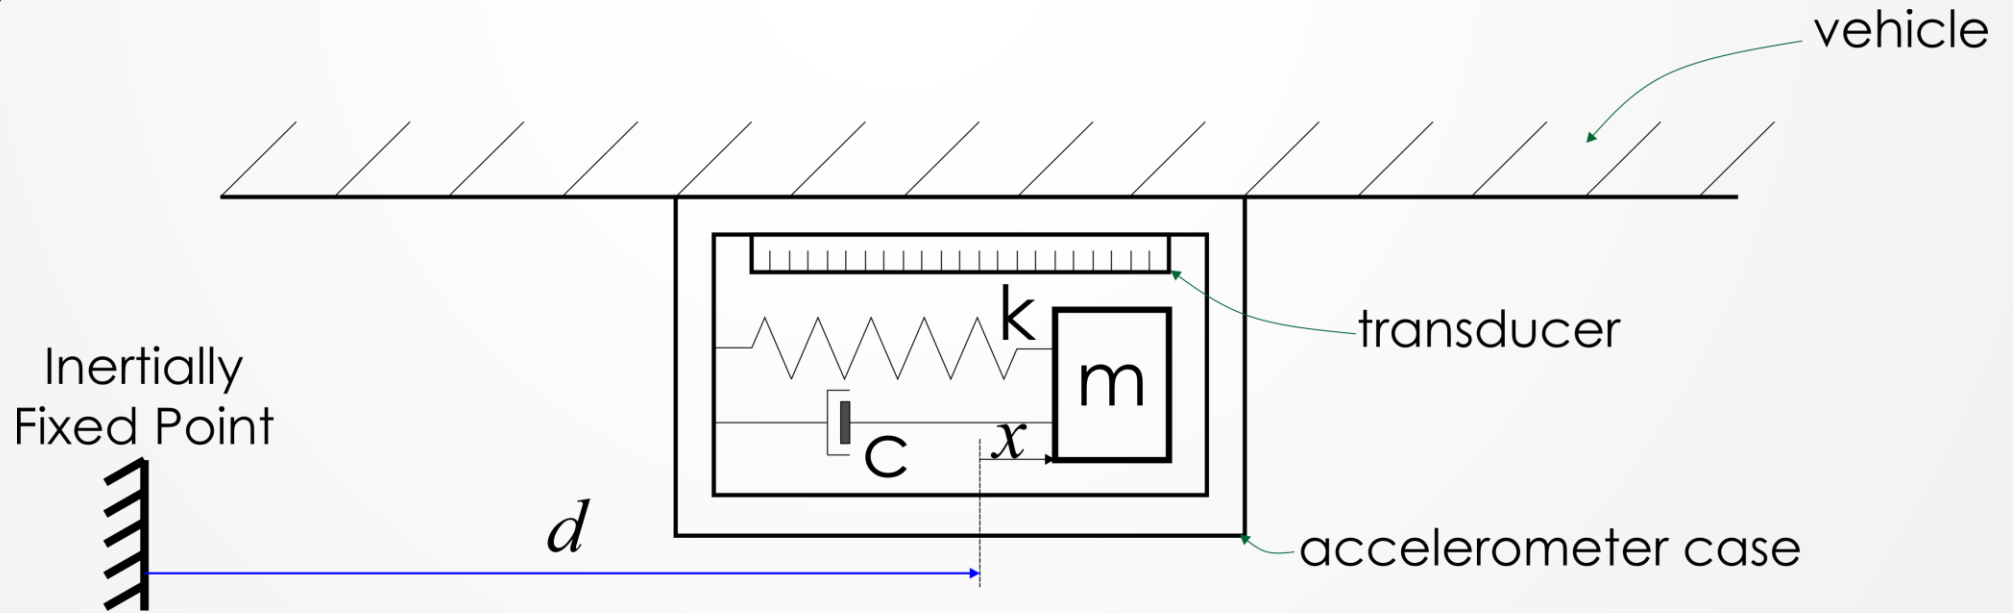 vehicle
k
transducer
m
Inertially
Fixed Point
c
x
d
accelerometer case